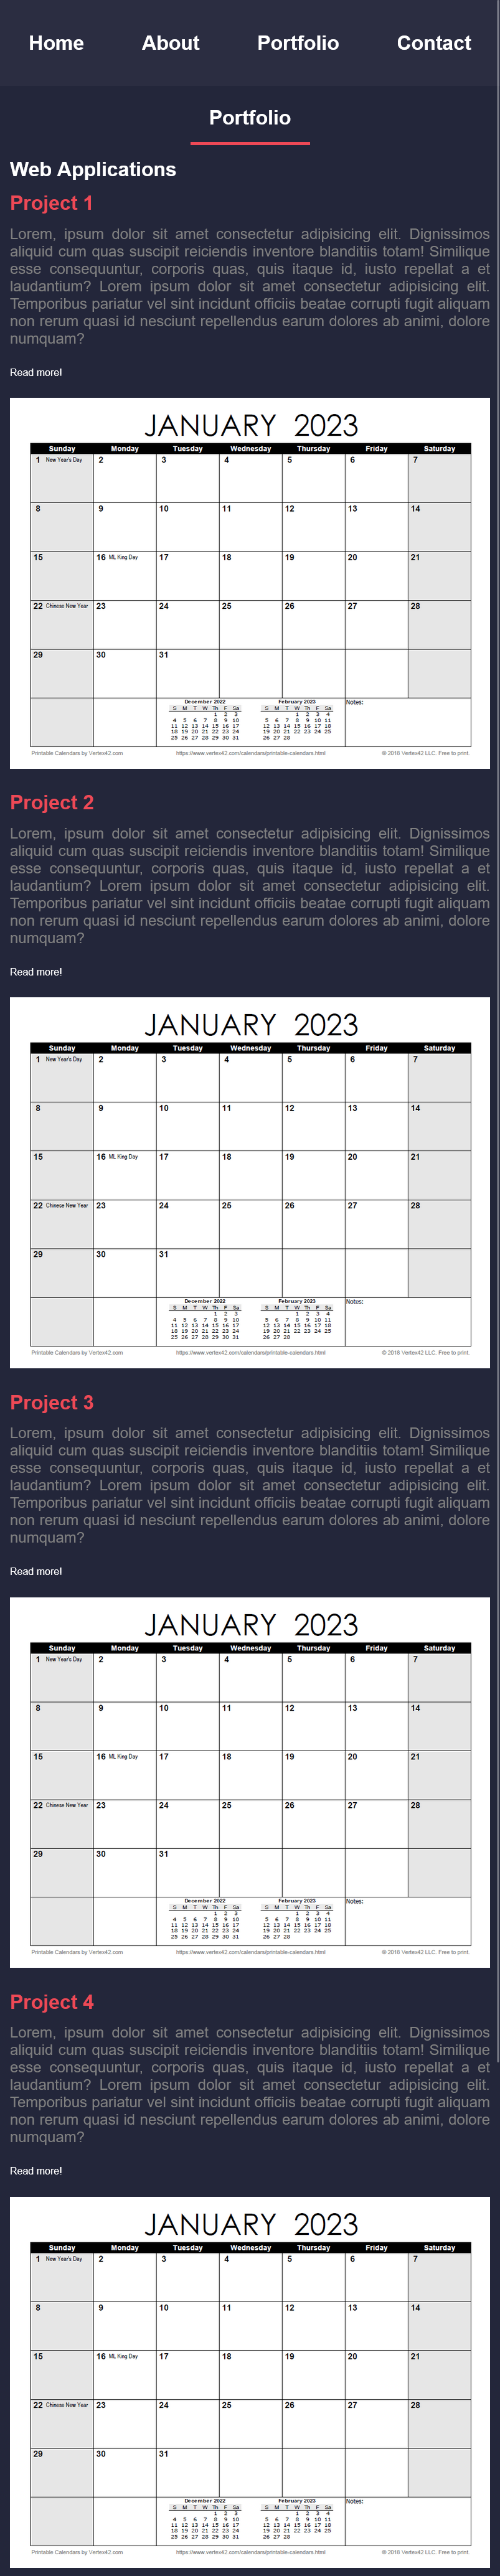 Home About Portfolio Contact
Portfolio
Web Applications
Project 1
Lorem, ipsum dolor sit amet consectetur adipisicing elit. Dignissimos
aliquid cum quas suscipit reiciendis inventore blanditiis totam! Similique
esse consequuntur, corporis quas, quis itaque id, iusto repellat a et
laudantium? Lorem ipsum dolor sit amet consectetur adipisicing elit.
Temporibus pariatur vel sint incidunt officiis beatae corrupti fugit aliquam
non rerum quasi id nesciunt repellendus earum dolores ab animi, dolore
numquam?
Read more!
JANUARY 2023
Sunday Monday Tuesday Wednesday Thursday Friday Saturday
1 New Year's Day 2 3 4 5 6 7
8 9 10 11 12 13 14
15 16 ML King Day 17 18 19 20 21
22 Chinese New Year 23 24 25 26 27 28
29 30 31
December 2022 February 2023 Notes:
S M T W Th F Sa S M T W Th F Sa
1 2 3 1 2 3 4
4 5 6 7 8 9 10 5 6 7 8 9 10 11
11 12 13 14 15 16 17 12 13 14 15 16 17 18
18 19 20 21 22 23 24 19 20 21 22 23 24 25
25 26 27 28 29 30 31 26 27 28
Printable Calendars by Vertex42.com https://www.vertex42.com/calendars/printable-calendars.html © 2018 Vertex42 LLC. Free to print.
Project 2
Lorem, ipsum dolor sit amet consectetur adipisicing elit. Dignissimos
aliquid cum quas suscipit reiciendis inventore blanditiis totam! Similique
esse consequuntur, corporis quas, quis itaque id, iusto repellat a et
laudantium? Lorem ipsum dolor sit amet consectetur adipisicing elit.
Temporibus pariatur vel sint incidunt officiis beatae corrupti fugit aliquam
non rerum quasi id nesciunt repellendus earum dolores ab animi, dolore
numquam?
Read more!
JANUARY 2023
Sunday Monday Tuesday Wednesday Thursday Friday Saturday
1 New Year's Day 2 3 4 5 6 7
8 9 10 11 12 13 14
15 16 ML King Day 17 18 19 20 21
22 Chinese New Year 23 24 25 26 27 28
29 30 31
December 2022 February 2023 Notes:
S M T W Th F Sa S M T W Th F Sa
1 2 3 1 2 3 4
4 5 6 7 8 9 10 5 6 7 8 9 10 11
11 12 13 14 15 16 17 12 13 14 15 16 17 18
18 19 20 21 22 23 24 19 20 21 22 23 24 25
25 26 27 28 29 30 31 26 27 28
Printable Calendars by Vertex42.com https://www.vertex42.com/calendars/printable-calendars.html © 2018 Vertex42 LLC. Free to print.
Project 3
Lorem, ipsum dolor sit amet consectetur adipisicing elit. Dignissimos
aliquid cum quas suscipit reiciendis inventore blanditiis totam! Similique
esse consequuntur, corporis quas, quis itaque id, iusto repellat a et
laudantium? Lorem ipsum dolor sit amet consectetur adipisicing elit.
Temporibus pariatur vel sint incidunt officiis beatae corrupti fugit aliquam
non rerum quasi id nesciunt repellendus earum dolores ab animi, dolore
numquam?
Read more!
JANUARY 2023
Sunday Monday Tuesday Wednesday Thursday Friday Saturday
1 New Year's Day 2 3 4 5 6 7
8 9 10 11 12 13 14
15 16 ML King Day 17 18 19 20 21
22 Chinese New Year 23 24 25 26 27 28
29 30 31
December 2022 February 2023 Notes:
S M T W Th F Sa S M T W Th F Sa
1 2 3 1 2 3 4
4 5 6 7 8 9 10 5 6 7 8 9 10 11
11 12 13 14 15 16 17 12 13 14 15 16 17 18
18 19 20 21 22 23 24 19 20 21 22 23 24 25
25 26 27 28 29 30 31 26 27 28
Printable Calendars by Vertex42.com https://www.vertex42.com/calendars/printable-calendars.html © 2018 Vertex42 LLC. Free to print.
Project 4
Lorem, ipsum dolor sit amet consectetur adipisicing elit. Dignissimos
aliquid cum quas suscipit reiciendis inventore blanditiis totam! Similique
esse consequuntur, corporis quas, quis itaque id, iusto repellat a et
laudantium? Lorem ipsum dolor sit amet consectetur adipisicing elit.
Temporibus pariatur vel sint incidunt officiis beatae corrupti fugit aliquam
non rerum quasi id nesciunt repellendus earum dolores ab animi, dolore
numquam?
Read more!
JANUARY 2023
Sunday Monday Tuesday Wednesday Thursday Friday Saturday
1 New Year's Day 2 3 4 5 6 7
8 9 10 11 12 13 14
15 16 ML King Day 17 18 19 20 21
22 Chinese New Year 23 24 25 26 27 28
29 30 31
December 2022 February 2023 Notes:
S M T W Th F Sa S M T W Th F Sa
1 2 3 1 2 3 4
4 5 6 7 8 9 10 5 6 7 8 9 10 11
11 12 13 14 15 16 17 12 13 14 15 16 17 18
18 19 20 21 22 23 24 19 20 21 22 23 24 25
25 26 27 28 29 30 31 26 27 28
Printable Calendars by Vertex42.com https://www.vertex42.com/calendars/printable-calendars.html © 2018 Vertex42 LLC. Free to print.